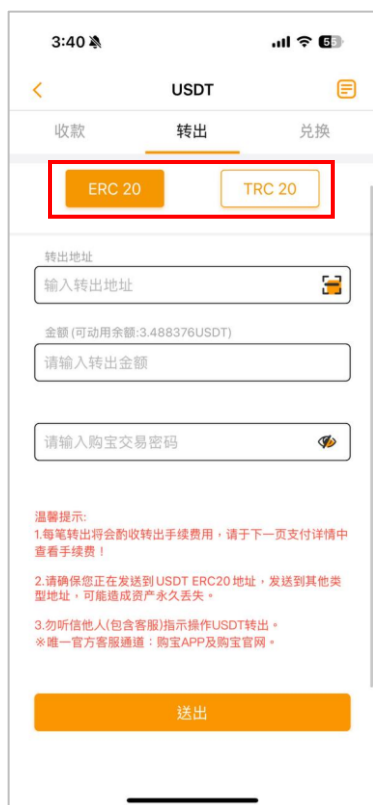 3:40
55
USDT
收款 转出 兑换
ERC 20 TRC 20
转出地址
输入转出地址
金额 (可动用余额:3.488376USDT)
请输入转出金额
请输入购宝交易密码
温馨提示:
1.每笔转出将会酌收转出手续费用，请于下一页支付详情中
查看手续费！
2.请确保您正在发送到 USDT ERC20 地址，发送到其他类
型地址，可能造成资产永久丢失。
3.勿听信他人(包含客服)指示操作USDT转出。
※唯一官方客服通道：购宝APP及购宝官网。
送出